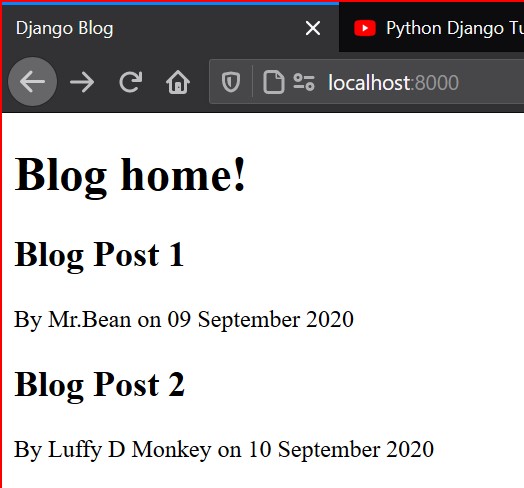 Django Blog
Python Django Tu
localhost:8000
Blog home!
Blog Post 1
By Mr.Bean on 09 September 2020
Blog Post 2
By Luffy D Monkey on 10 September 2020